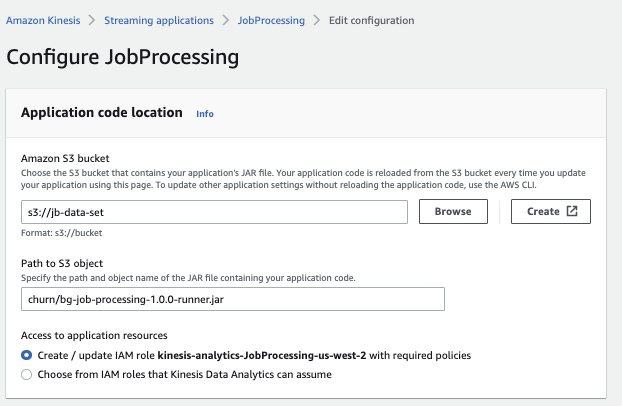 Amazon Kinesis > Streaming applications > JobProcessing > Edit configuration
Configure JobProcessing
Application code location Info
Amazon S3 bucket
Choose the S3 bucket that contains your application's JAR file. Your application code is reloaded from the S3 bucket every time you update
your application using this page. To update other application settings without reloading the application code, use the AWS CLI.
s3://jb-data-set Browse Create
Format: s3://bucket
Path to S3 object
Specify the path and object name of the JAR file containing your application code.
churn/bg-job-processing-1.0.0-runner.jar
Access to application resources
Create / update IAM role kinesis-analytics-JobProcessing-us-west-2 with required policies
Choose from IAM roles that Kinesis Data Analytics can assume